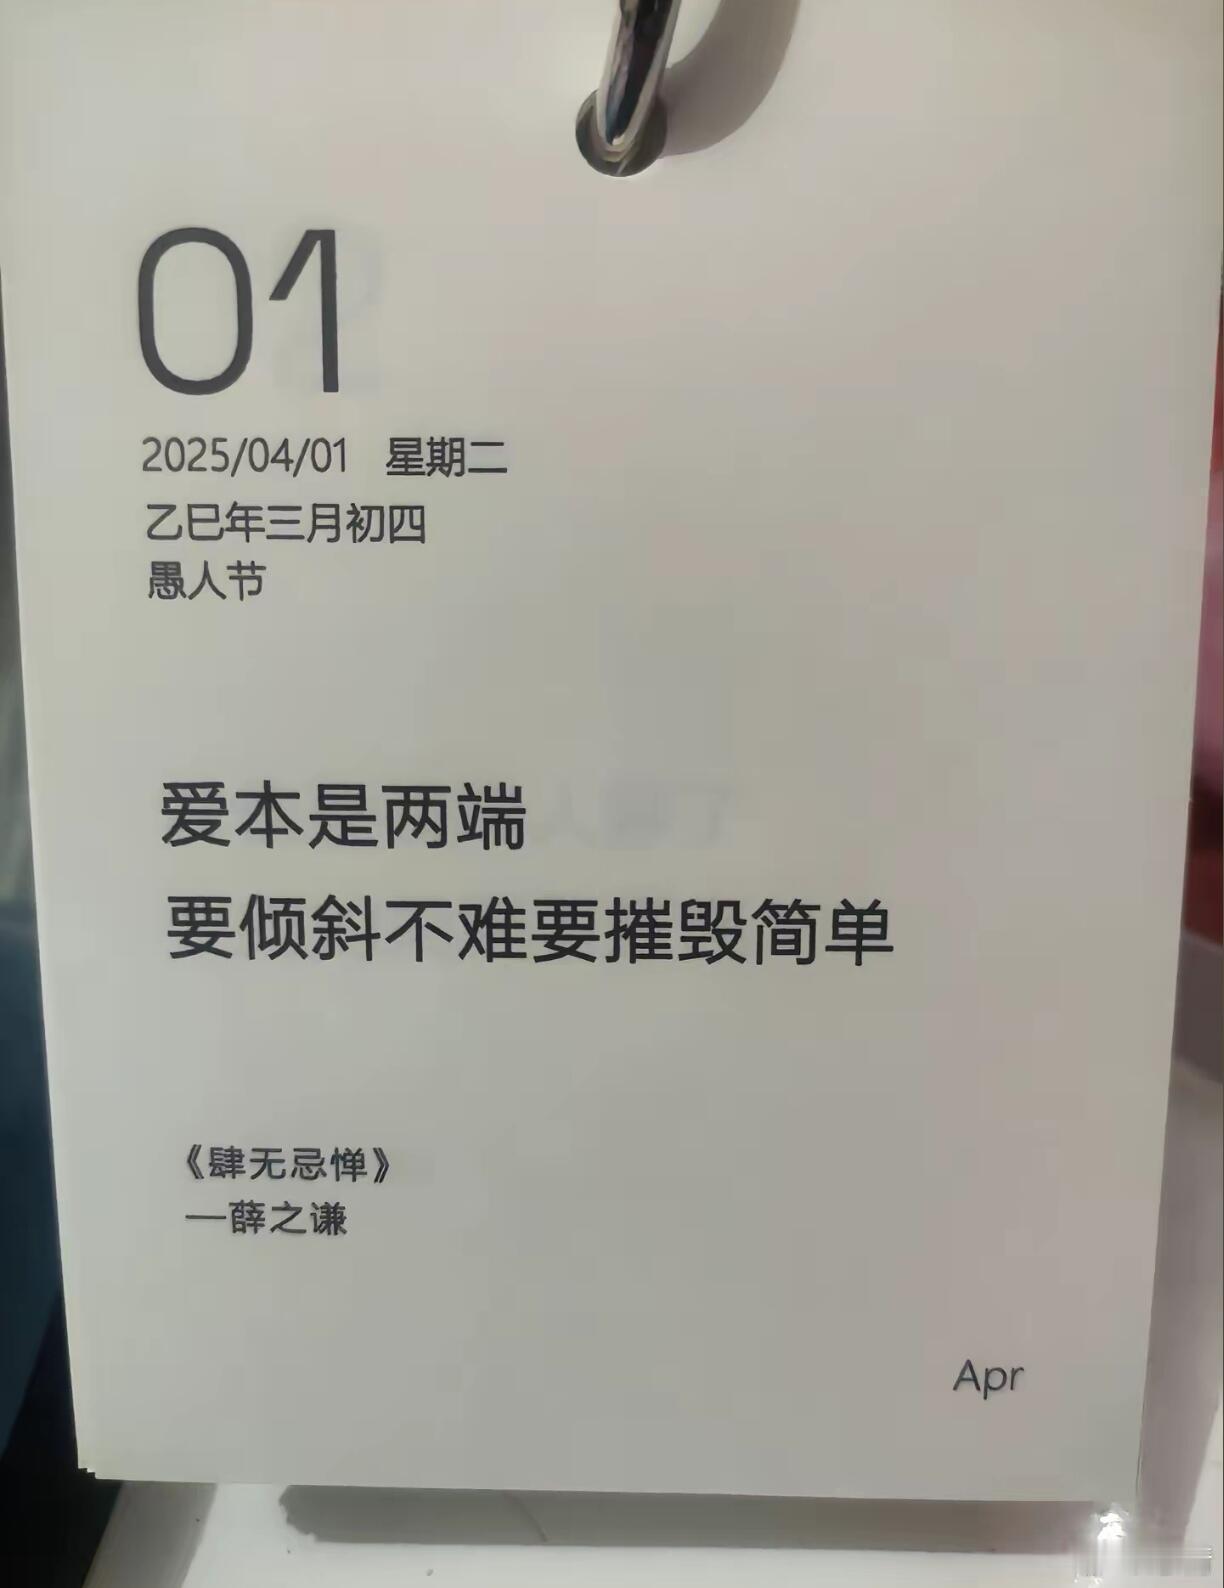 01
2025/04/01 星期二
乙巳年三月初四
愚人节
爱本是两端
要倾斜不难要摧毁简单
《肆无忌惮》
—薛之谦
Apr